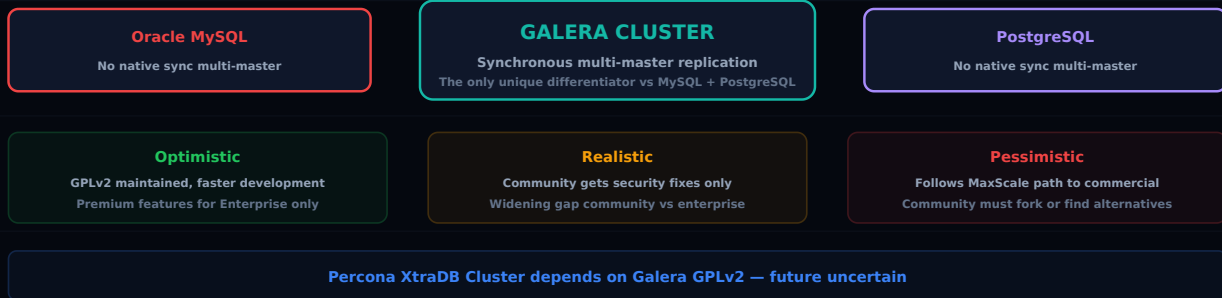 Oracle MySQL
No native sync multi-master
GALERA CLUSTER
Synchronous multi-master replication
The only unique differentiator vs MySQL + PostgreSQL
PostgreSQL
No native sync multi-master
Optimistic
GPLv2 maintained, faster development
Premium features for Enterprise only
Realistic
Community gets security fixes only
Widening gap community vs enterprise
Pessimistic
Follows MaxScale path to commercial
Community must fork or find alternatives
Percona XtraDB Cluster depends on Galera GPLv2 — future uncertain